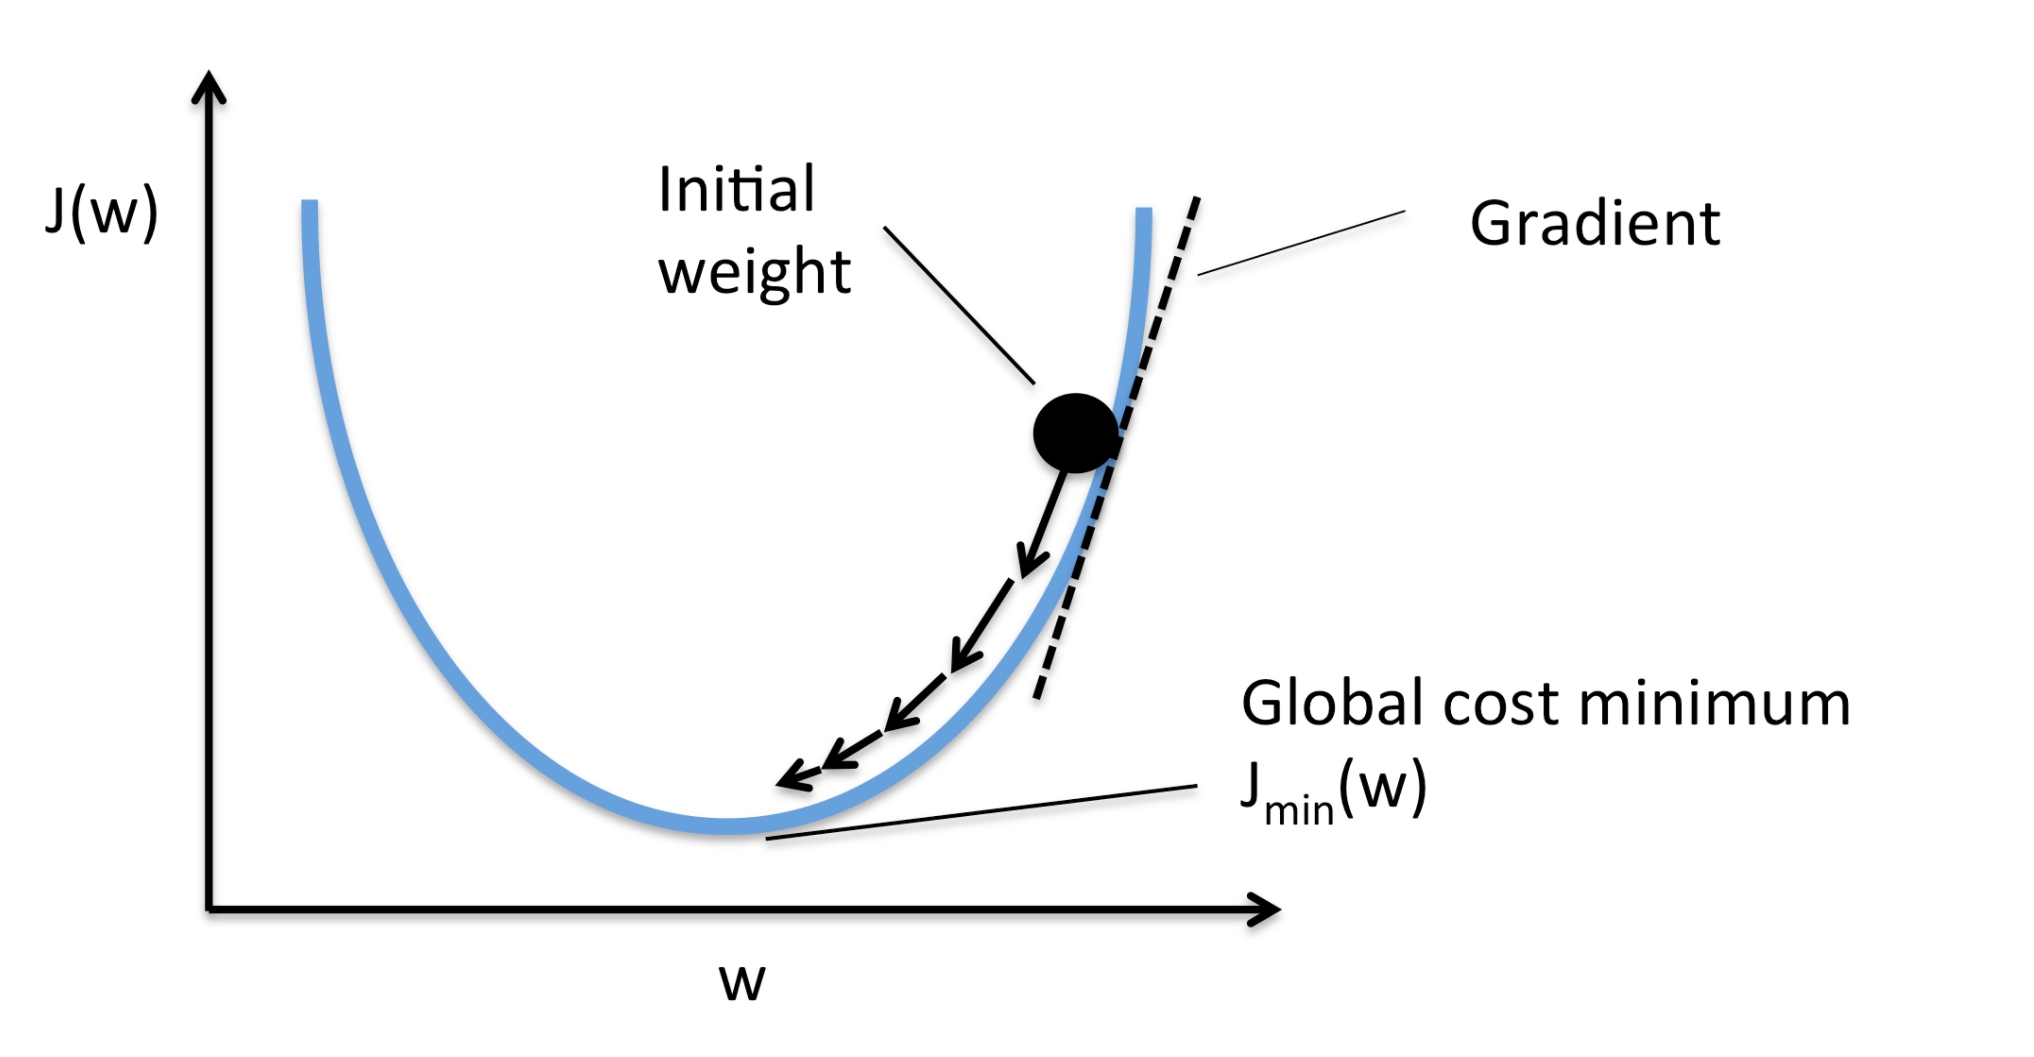 J(w)
Initial
weight
Gradient
Global cost minimum
Jmin(w)
w